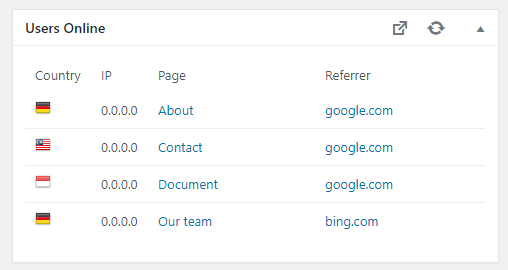 Users Online
Country IP Page Referrer
0.0.0.0 About google.com
0.0.0.0 Contact google.com
0.0.0.0 Document google.com
0.0.0.0 Our team bing.com